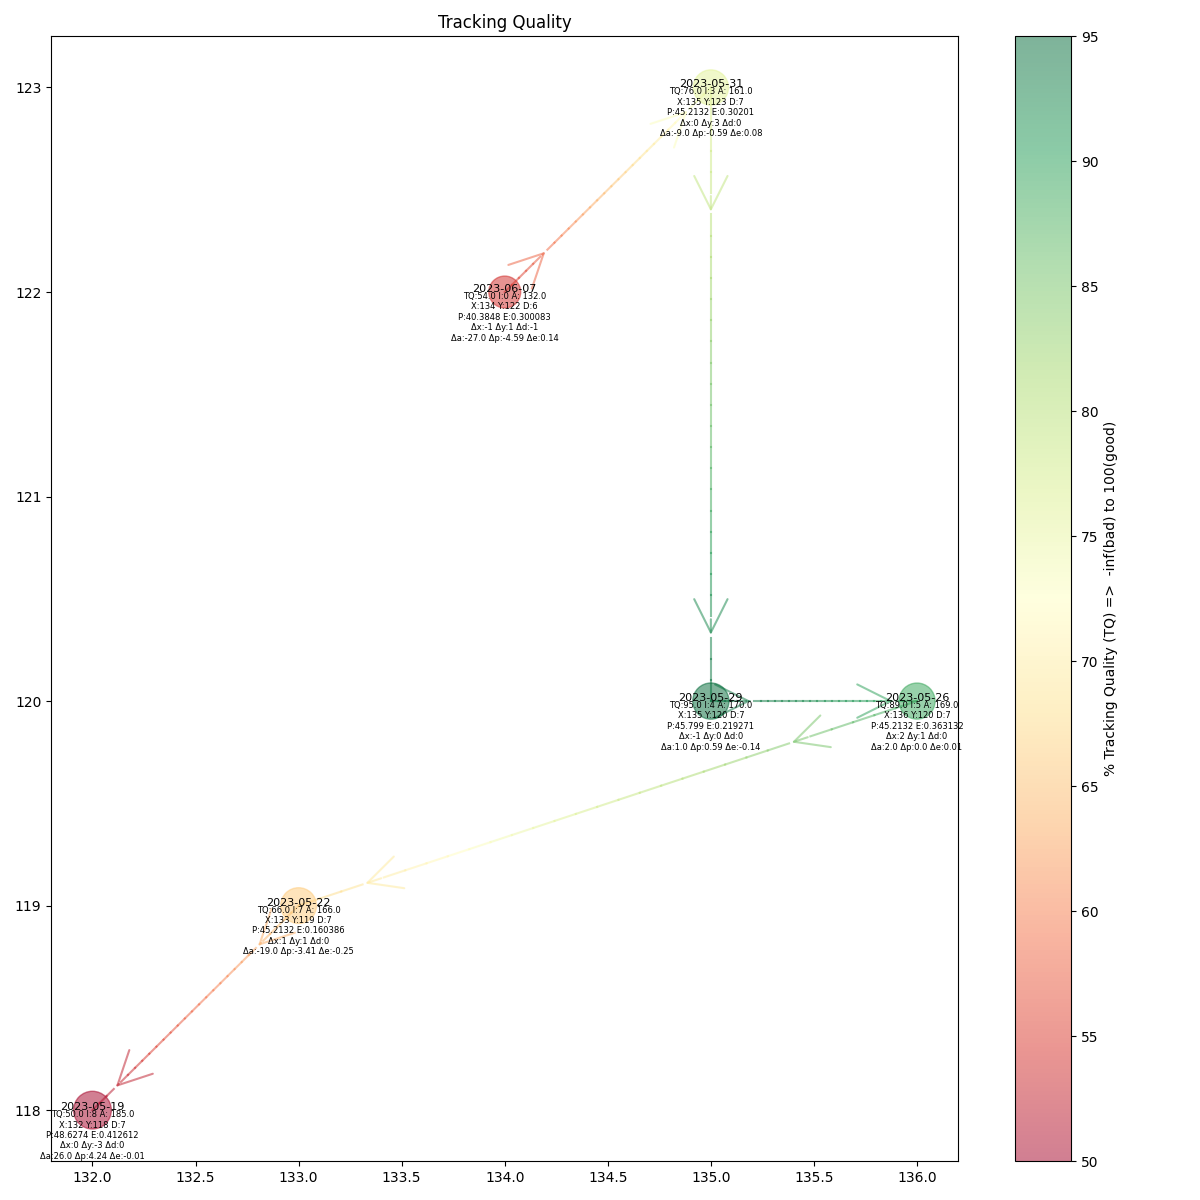 Tracking Quality
123
122
121
120
119
118
132.0
132.5
133.0
133.5
134.0
134.5
135.0
135.5
136.0
2023-05-31
TQ:76.0 I:3 A: 161.0
X:135 Y:123 D:7
P:45.2132 E:0.30201
Δx:0 Δy:3 Δd:0
Δa:-9.0 Δp:-0.59 Δe:0.08
2023-06-07
TQ:54.0 I:0 A: 132.0
X:134 Y:122 D:6
P:40.3848 E:0.300083
Δx:-1 Δy:1 Δd:-1
Δa:-27.0 Δp:-4.59 Δe:0.14
2023-05-29
TQ:95.0 I:4 A: 170.0
X:135 Y:120 D:7
P:45.799 E:0.219271
Δx:-1 Δy:0 Δd:0
Δa:1.0 Δp:0.59 Δe:-0.14
2023-05-26
TQ:89.0 I:5 A: 169.0
X:136 Y:120 D:7
P:45.2132 E:0.363132
Δx:2 Δy:1 Δd:0
Δa:2.0 Δp:0.0 Δe:0.01
2023-05-22
TQ:66.0 I:7 A: 166.0
X:133 Y:119 D:7
P:45.2132 E:0.160386
Δx:1 Δy:1 Δd:0
Δa:-19.0 Δp:-3.41 Δe:-0.25
2023-05-19
TQ:50.0 I:8 A: 185.0
X:132 Y:118 D:7
P:48.6274 E:0.412612
Δx:0 Δy:-3 Δd:0
Δa:26.0 Δp:4.24 Δe:-0.01
95
90
85
80
75
70
65
60
55
50
% Tracking Quality (TQ) => -inf(bad) to 100(good)